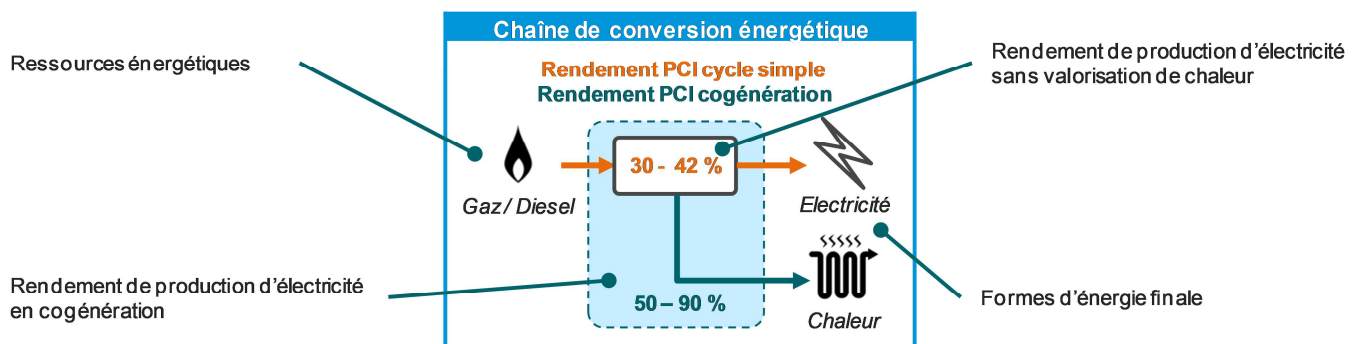 Chaîne de conversion énergétique
Ressources énergétiques
Rendement PCI cycle simple
Rendement PCI cogénération
Rendement de production d'électricité
sans valorisation de chaleur
30 - 42 %
Gaz / Diesel
Electricité
Rendement de production d'électricité
en cogénération
50 – 90 %
Chaleur
Formes d'énergie finale